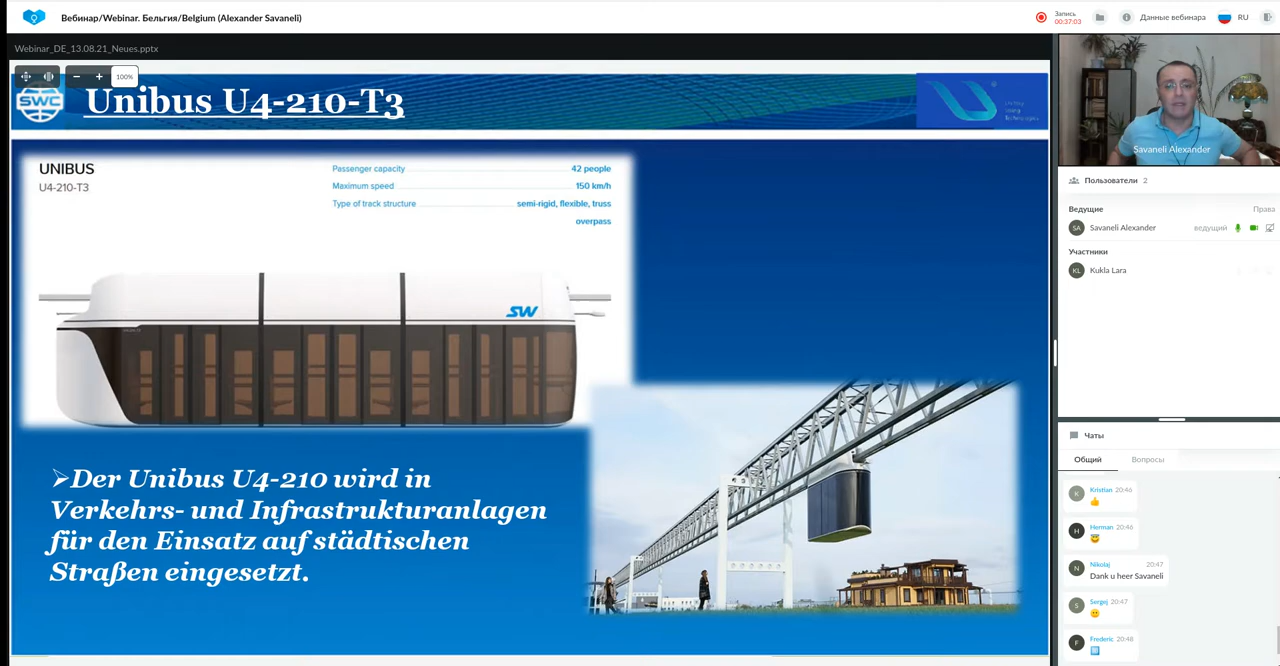 Вебинар/Webinar. Бельгия/Belgium (Alexander Savaneli)
Запись
00:37:03
Данные вебинара
RU
Webinar_DE_13.08.21_Neues.pptx
100%
SWC
Unibus U4-210-T3
UNIBUS
U4-210-T3
Passenger capacity 42 people
Maximum speed 150 km/h
Type of track structure semi-rigid, flexible, truss
overpass
SW
➢Der Unibus U4-210 wird in
Verkehrs- und Infrastrukturanlagen
für den Einsatz auf städtischen
Straßen eingesetzt.
Savaneli Alexander
Пользователи 2
Ведущие Права
SA Savaneli Alexander ведущий
Участники
KL Kukla Lara
Чаты
Общий Вопросы
K Kristian 20:46
H Herman 20:46
N Nikolaj 20:47
Dank u heer Savaneli
S Sergej 20:47
F Frederic 20:48